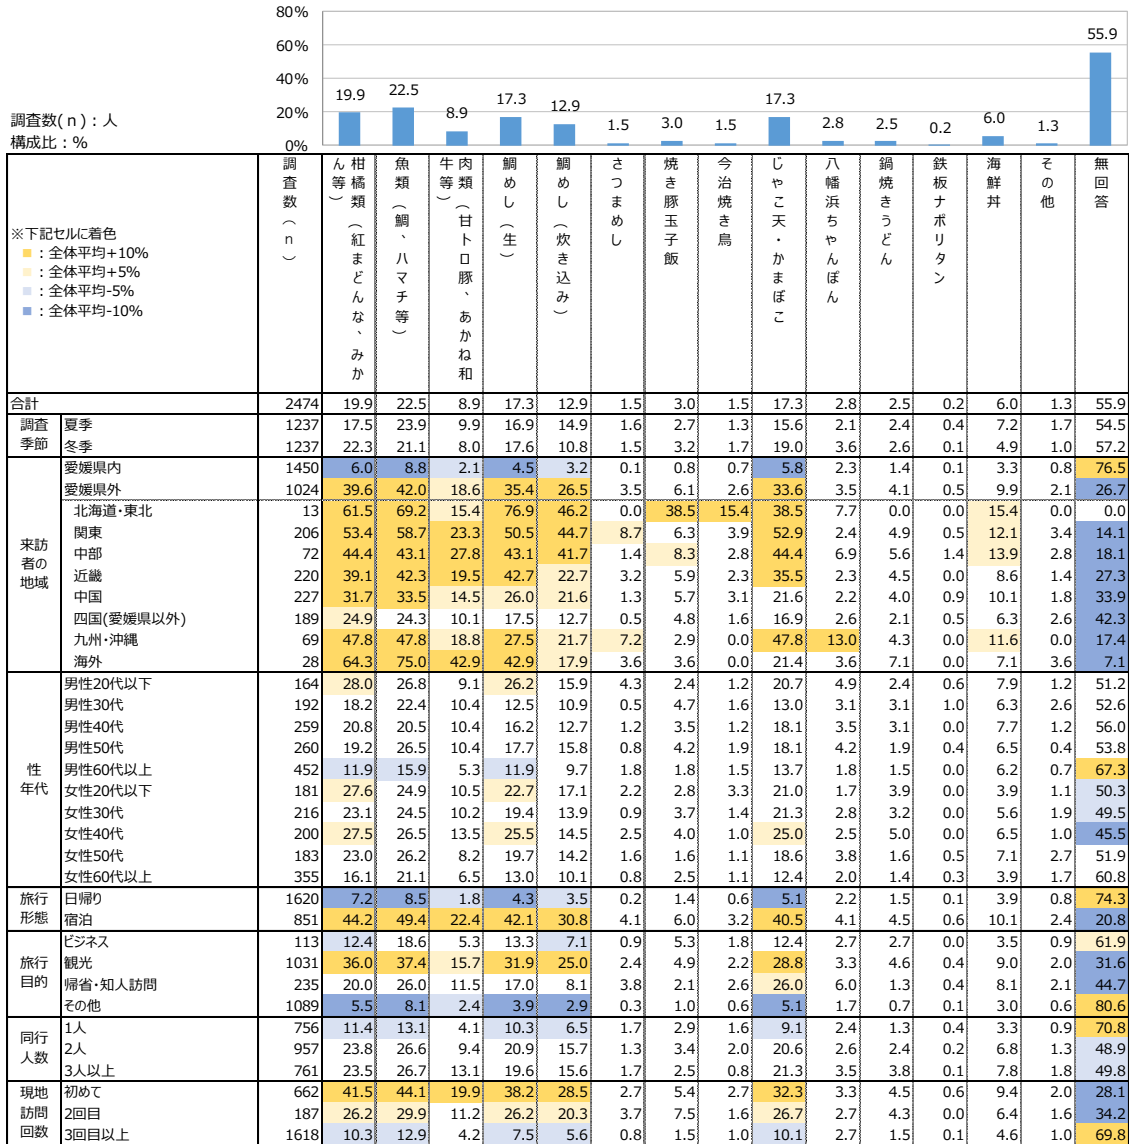 80%
60%
40%
20%
0%
19.9 22.5 8.9 17.3 12.9 1.5 3.0 1.5 17.3 2.8 2.5 0.2 6.0 1.3 55.9
調査数(ｎ)：人
構成比：%
※下記セルに着色
■：全体平均+10%
■：全体平均+5%
■：全体平均-5%
■：全体平均-10%
調査数（ｎ）
柑橘類（紅まどんな、みかん等）
魚類（鯛、ハマチ等）
肉類（甘トロ豚、あかね和牛等）
鯛めし（生）
鯛めし（炊き込み）
さつまめし
焼き豚玉子飯
今治焼き鳥
じゃこ天・かまぼこ
八幡浜ちゃんぽん
鍋焼きうどん
鉄板ナポリタン
海鮮丼
その他
無回答
合計 2474 19.9 22.5 8.9 17.3 12.9 1.5 3.0 1.5 17.3 2.8 2.5 0.2 6.0 1.3 55.9
調査季節
夏季 1237 17.5 23.9 9.9 16.9 14.9 1.6 2.7 1.3 15.6 2.1 2.4 0.4 7.2 1.7 54.5
冬季 1237 22.3 21.1 8.0 17.6 10.8 1.5 3.2 1.7 19.0 3.6 2.6 0.1 4.9 1.0 57.2
来訪者の地域
愛媛県内 1450 6.0 8.8 2.1 4.5 3.2 0.1 0.8 0.7 5.8 2.3 1.4 0.1 3.3 0.8 76.5
愛媛県外 1024 39.6 42.0 18.6 35.4 26.5 3.5 6.1 2.6 33.6 3.5 4.1 0.5 9.9 2.1 26.7
北海道・東北 13 61.5 69.2 15.4 76.9 46.2 0.0 38.5 15.4 38.5 7.7 0.0 0.0 15.4 0.0 0.0
関東 206 53.4 58.7 23.3 50.5 44.7 8.7 6.3 3.9 52.9 2.4 4.9 0.5 12.1 3.4 14.1
中部 72 44.4 43.1 27.8 43.1 41.7 1.4 8.3 2.8 44.4 6.9 5.6 1.4 13.9 2.8 18.1
近畿 220 39.1 42.3 19.5 42.7 22.7 3.2 5.9 2.3 35.5 2.3 4.5 0.0 8.6 1.4 27.3
中国 227 31.7 33.5 14.5 26.0 21.6 1.3 5.7 3.1 21.6 2.2 4.0 0.9 10.1 1.8 33.9
四国(愛媛県以外) 189 24.9 24.3 10.1 17.5 12.7 0.5 4.8 1.6 16.9 2.6 2.1 0.5 6.3 2.6 42.3
九州・沖縄 69 47.8 47.8 18.8 27.5 21.7 7.2 2.9 0.0 47.8 13.0 4.3 0.0 11.6 0.0 17.4
海外 28 64.3 75.0 42.9 42.9 17.9 3.6 3.6 0.0 21.4 3.6 7.1 0.0 7.1 3.6 7.1
性年代
男性20代以下 164 28.0 26.8 9.1 26.2 15.9 4.3 2.4 1.2 20.7 4.9 2.4 0.6 7.9 1.2 51.2
男性30代 192 18.2 22.4 10.4 12.5 10.9 0.5 4.7 1.6 13.0 3.1 3.1 1.0 6.3 2.6 52.6
男性40代 259 20.8 20.5 10.4 16.2 12.7 1.2 3.5 1.2 18.1 3.5 3.1 0.0 7.7 1.2 56.0
男性50代 260 19.2 26.5 10.4 17.7 15.8 0.8 4.2 1.9 18.1 4.2 1.9 0.4 6.5 0.4 53.8
男性60代以上 452 11.9 15.9 5.3 11.9 9.7 1.8 1.8 1.5 13.7 1.8 1.5 0.0 6.2 0.7 67.3
女性20代以下 181 27.6 24.9 10.5 22.7 17.1 2.2 2.8 3.3 21.0 1.7 3.9 0.0 3.9 1.1 50.3
女性30代 216 23.1 24.5 10.2 19.4 13.9 0.9 3.7 1.4 21.3 2.8 3.2 0.0 5.6 1.9 49.5
女性40代 200 27.5 26.5 13.5 25.5 14.5 2.5 4.0 1.0 25.0 2.5 5.0 0.0 6.5 1.0 45.5
女性50代 183 23.0 26.2 8.2 19.7 14.2 1.6 1.6 1.1 18.6 3.8 1.6 0.5 7.1 2.7 51.9
女性60代以上 355 16.1 21.1 6.5 13.0 10.1 0.8 2.5 1.1 12.4 2.0 1.4 0.3 3.9 1.7 60.8
旅行形態
日帰り 1620 7.2 8.5 1.8 4.3 3.5 0.2 1.4 0.6 5.1 2.2 1.5 0.1 3.9 0.8 74.3
宿泊 851 44.2 49.4 22.4 42.1 30.8 4.1 6.0 3.2 40.5 4.1 4.5 0.6 10.1 2.4 20.8
旅行目的
ビジネス 113 12.4 18.6 5.3 13.3 7.1 0.9 5.3 1.8 12.4 2.7 2.7 0.0 3.5 0.9 61.9
観光 1031 36.0 37.4 15.7 31.9 25.0 2.4 4.9 2.2 28.8 3.3 4.6 0.4 9.0 2.0 31.6
帰省・知人訪問 235 20.0 26.0 11.5 17.0 8.1 3.8 2.1 2.6 26.0 6.0 1.3 0.4 8.1 2.1 44.7
その他 1089 5.5 8.1 2.4 3.9 2.9 0.3 1.0 0.6 5.1 1.7 0.7 0.1 3.0 0.6 80.6
同行人数
1人 756 11.4 13.1 4.1 10.3 6.5 1.7 2.9 1.6 9.1 2.4 1.3 0.4 3.3 0.9 70.8
2人 957 23.8 26.6 9.4 20.9 15.7 1.3 3.4 2.0 20.6 2.6 2.4 0.2 6.8 1.3 48.9
3人以上 761 23.5 26.7 13.1 19.6 15.6 1.7 2.5 0.8 21.3 3.5 3.8 0.1 7.8 1.8 49.8
現地訪問回数
初めて 662 41.5 44.1 19.9 38.2 28.5 2.7 5.4 2.7 32.3 3.3 4.5 0.6 9.4 2.0 28.1
2回目 187 26.2 29.9 11.2 26.2 20.3 3.7 7.5 1.6 26.7 2.7 4.3 0.0 6.4 1.6 34.2
3回目以上 1618 10.3 12.9 4.2 7.5 5.6 0.8 1.5 1.0 10.1 2.7 1.5 0.1 4.6 1.0 69.8